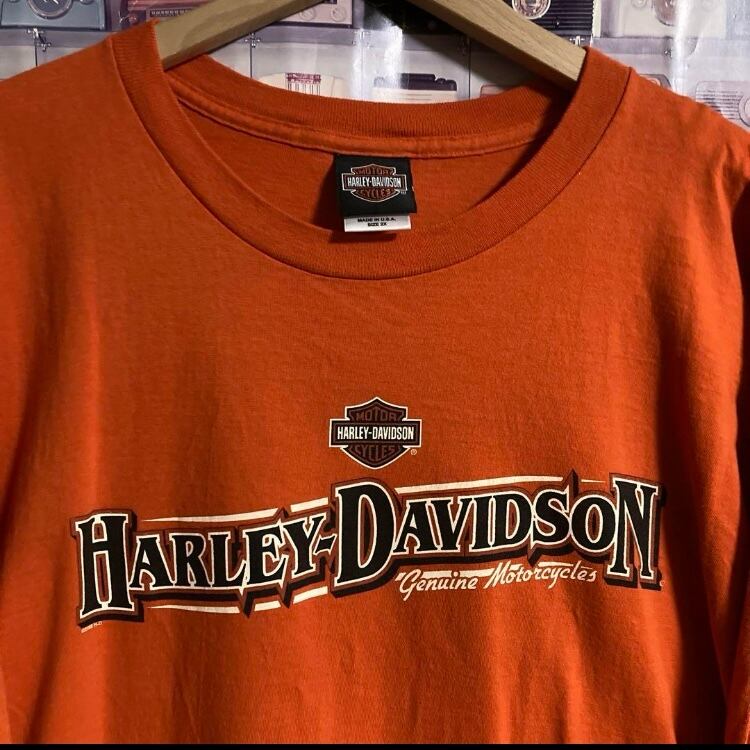 MOTOR
HARLEY-DAVIDSON
CYCLES
MADE IN U.S.A.
SIZE 2X
MOTOR
HARLEY-DAVIDSON
CYCLES
®
HARLEY-DAVIDSON
Genuine Motorcycles